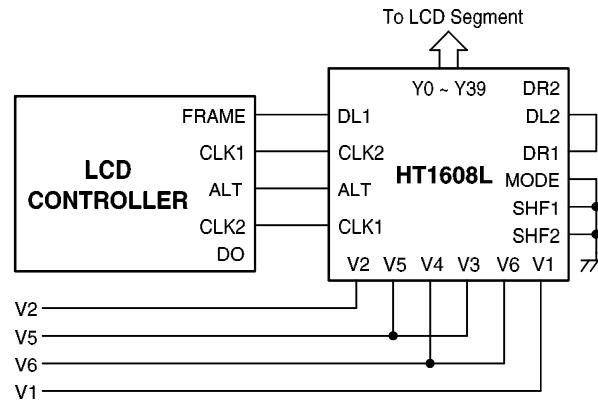 To LCD Segment
Y0 ~ Y39
DR2
FRAME
DL1
DL2
CLK1
CLK2
DR1
LCD
CONTROLLER
HT1608L
ALT
ALT
MODE
SHF1
CLK2
CLK1
SHF2
DO
V2 V5 V4 V3 V6 V1
V2
V5
V6
V1